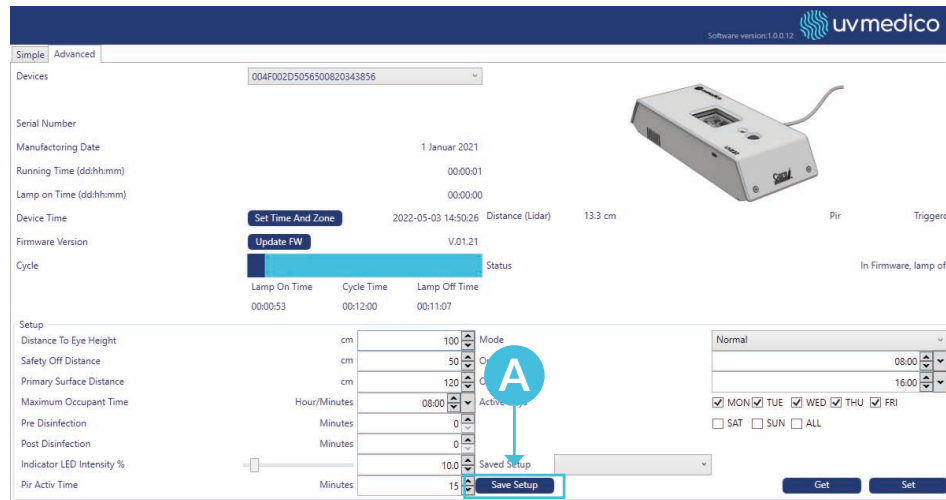 Software version:1.0.0.12 uvmedico
Simple Advanced
Devices 004F002D5056500820343856
Serial Number
Manufactoring Date 1 Januar 2021
Running Time (dd:hh:mm) 00:00:01
Lamp on Time (dd:hh:mm) 00:00:00
Device Time Set Time And Zone 2022-05-03 14:50:26 Distance (Lidar) 13.3 cm Pir Triggerd
Firmware Version Update FW V.01.21
Cycle Status In Firmware, lamp of
Lamp On Time Cycle Time Lamp Off Time
00:00:53 00:12:00 00:11:07
Setup
Distance To Eye Height cm 100 Mode Normal
Safety Off Distance cm 50 08:00
Primary Surface Distance cm 120 16:00
A
Maximum Occupant Time Hour/Minutes 08:00 MON TUE WED THU FRI
Pre Disinfection Minutes 0 SAT SUN ALL
Post Disinfection Minutes 0
Indicator LED Intensity % 10.0 Saved Setup
Pir Activ Time Minutes 15 Save Setup Get Set